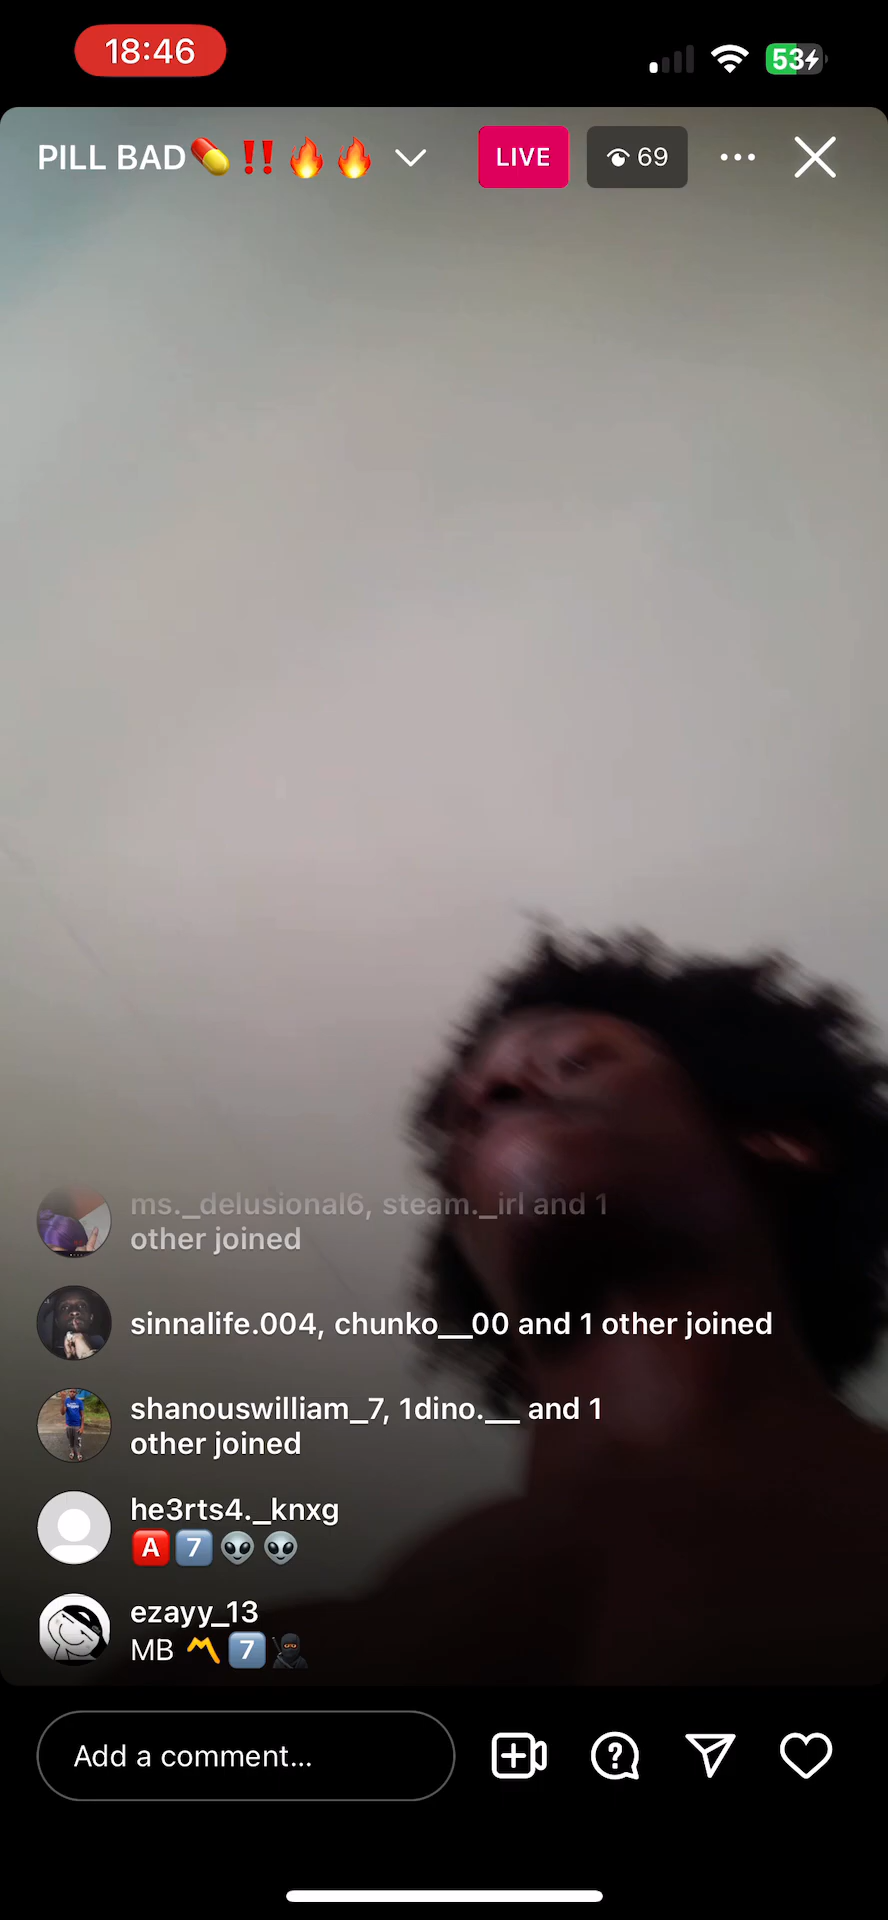 18:46
53
PILL BAD💊‼️🔥🔥
LIVE
69
ms._delusional6, steam._irl and 1
other joined
sinnalife.004, chunko__00 and 1 other joined
shanouswilliam_7, 1dino.__ and 1
other joined
he3rts4._knxg
🅰️7️⃣👽👽
ezayy_13
MB 〽️7️⃣🥷🏿
Add a comment...